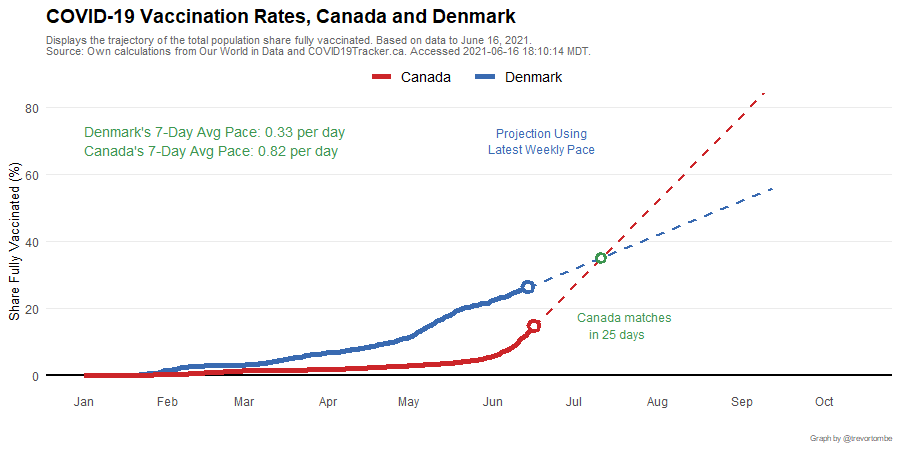 COVID-19 Vaccination Rates, Canada and Denmark
Displays the trajectory of the total population share fully vaccinated. Based on data to June 16, 2021.
Source: Own calculations from Our World in Data and COVID19Tracker.ca. Accessed 2021-06-16 18:10:14 MDT.
Canada Denmark
Denmark's 7-Day Avg Pace: 0.33 per day
Canada's 7-Day Avg Pace: 0.82 per day
Projection Using
Latest Weekly Pace
Canada matches
in 25 days
Share Fully Vaccinated (%)
80
60
40
20
0
Jan Feb Mar Apr May Jun Jul Aug Sep Oct
Graph by @trevortombe